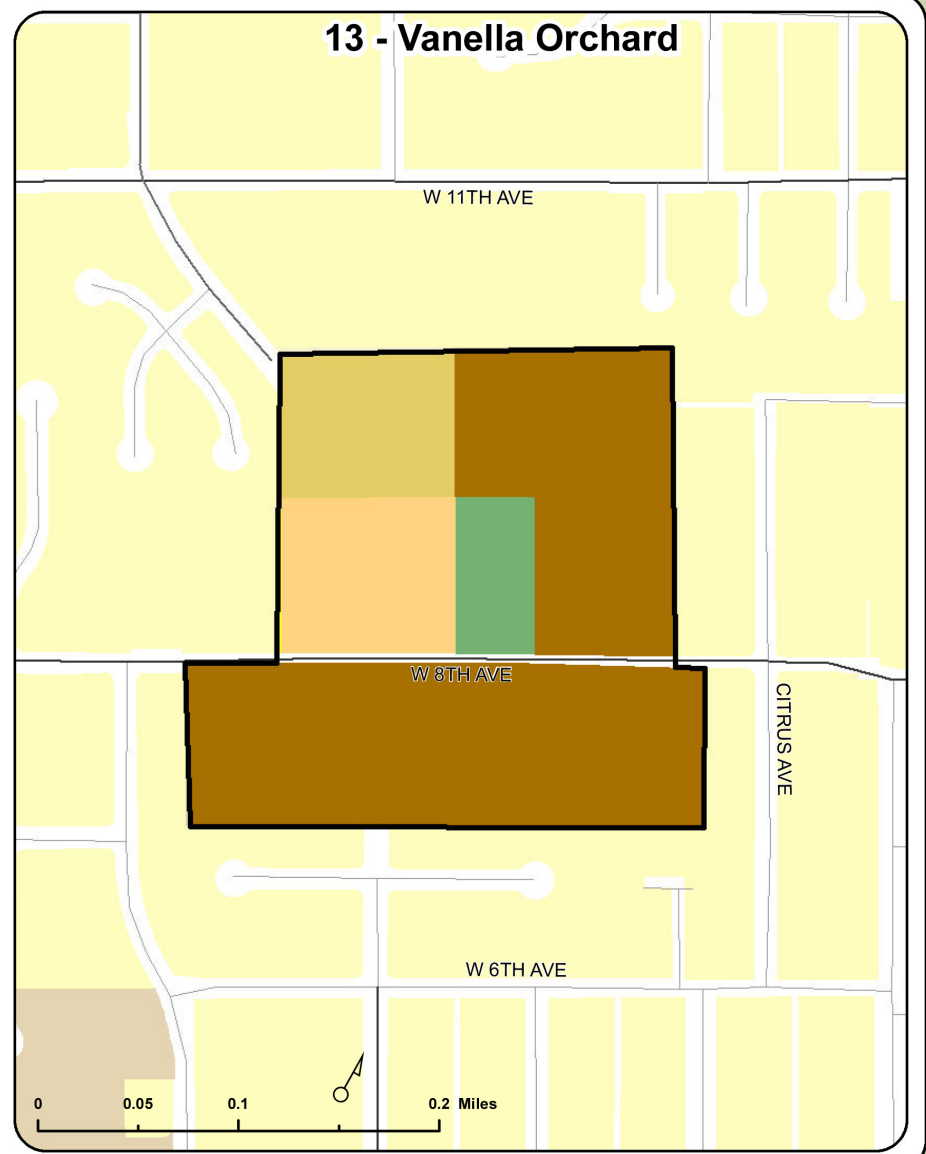 13 - Vanella Orchard
W 11TH AVE
W 8TH AVE
CITRUS AVE
W 6TH AVE
0 0.05 0.1 0.2 Miles